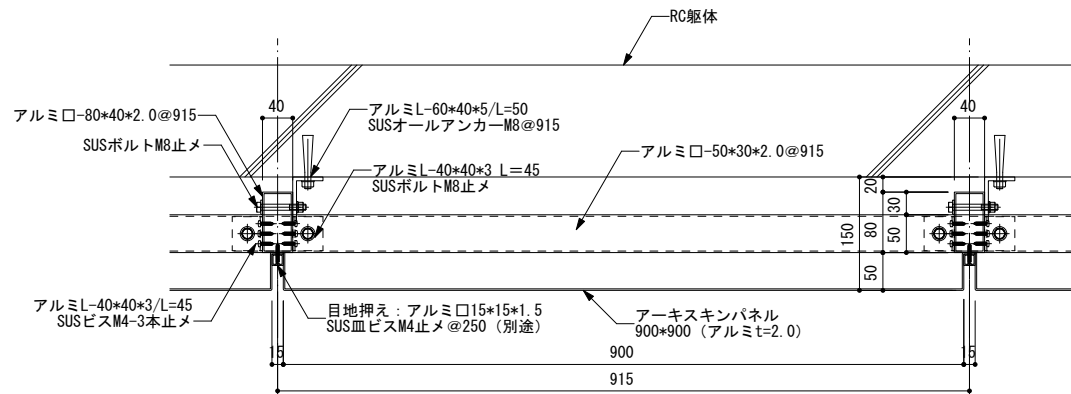 RC躯体
40
アルミ□-80*40*2.0@915
SUSボルトM8止メ
アルミL-60*40*5/L=50
SUSオールアンカーM8@915
アルミL-40*40*3 L=45
SUSボルトM8止メ
アルミ□-50*30*2.0@915
40
20
30
150
80
50
50
アルミL-40*40*3/L=45
SUSビスM4-3本止メ
目地押え：アルミ□15*15*1.5
SUS皿ビスM4止メ@250（別途）
アーキスキンパネル
900*900（アルミt=2.0）
15
900
15
915